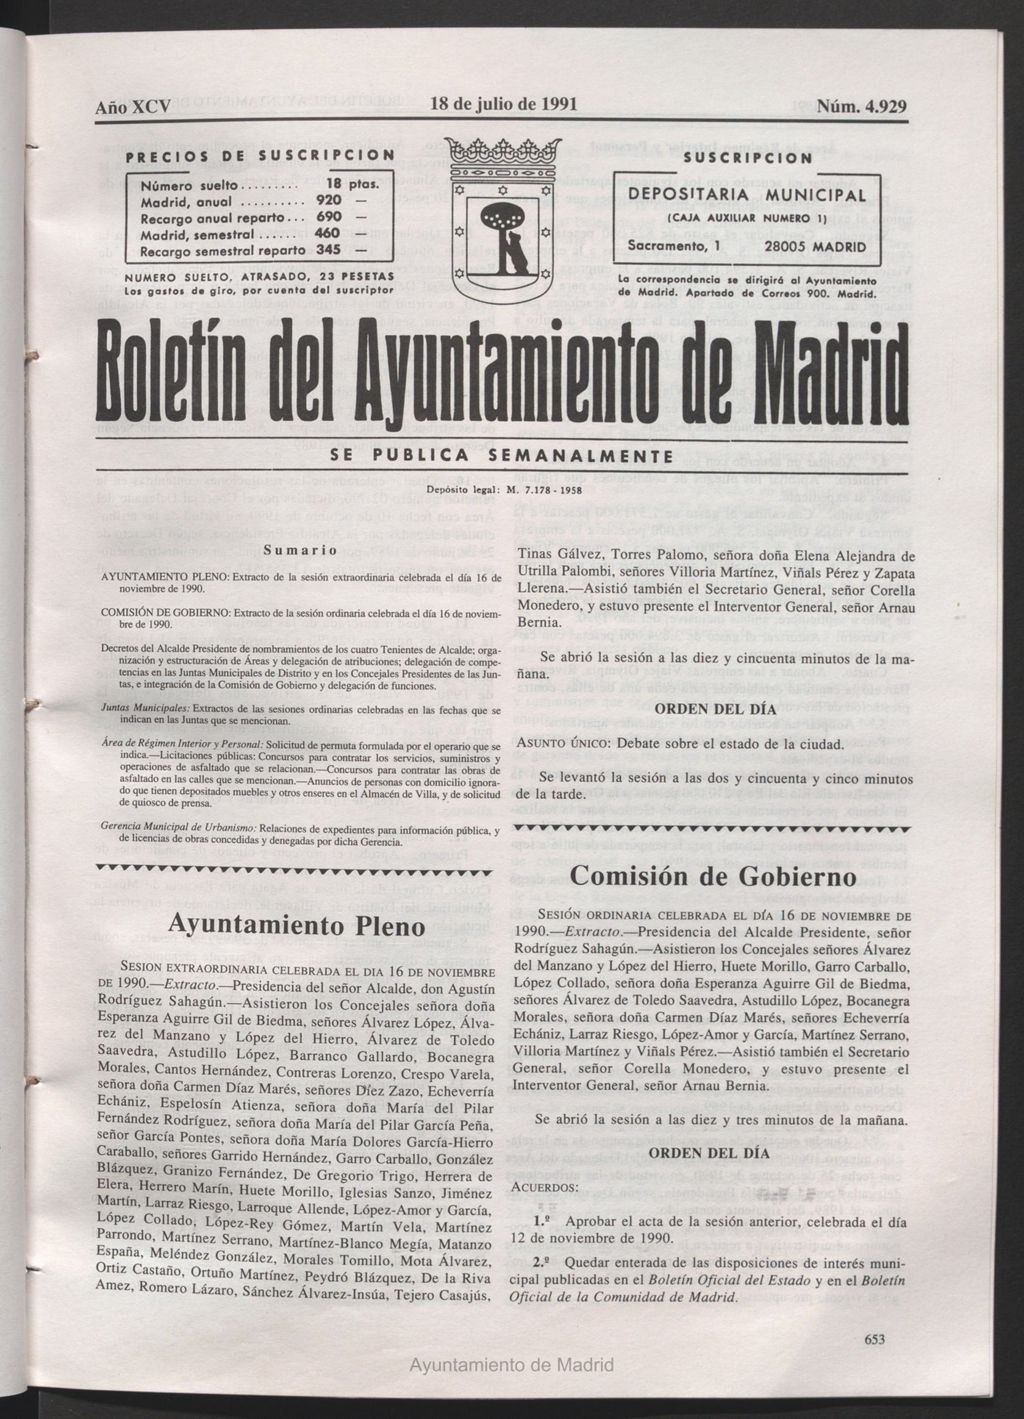 Año XCV
18 de julio de 1991
Núm. 4.929
PRECIOS DE SUSCRIPCION
Número suelto......... 18 ptas.
Madrid, anual .......... 920 —
Recargo anual reparto... 690 —
Madrid, semestral ...... 460 —
Recargo semestral reparto 345 —
NUMERO SUELTO, ATRASADO, 23 PESETAS
Los gastos de giro, por cuenta del suscriptor
SUSCRIPCION
DEPOSITARIA MUNICIPAL
(CAJA AUXILIAR NUMERO 1)
Sacramento, 1 28005 MADRID
La correspondencia se dirigirá al Ayuntamiento
de Madrid. Apartado de Correos 900. Madrid.
Boletín del Ayuntamiento de Madrid
SE PUBLICA SEMANALMENTE
Depósito legal: M. 7.178 - 1958
Sumario
AYUNTAMIENTO PLENO: Extracto de la sesión extraordinaria celebrada el día 16 de
noviembre de 1990.
COMISIÓN DE GOBIERNO: Extracto de la sesión ordinaria celebrada el día 16 de noviem-
bre de 1990.
Decretos del Alcalde Presidente de nombramientos de los cuatro Tenientes de Alcalde; orga-
nización y estructuración de Áreas y delegación de atribuciones; delegación de compe-
tencias en las Juntas Municipales de Distrito y en los Concejales Presidentes de las Jun-
tas, e integración de la Comisión de Gobierno y delegación de funciones.
Juntas Municipales: Extractos de las sesiones ordinarias celebradas en las fechas que se
indican en las Juntas que se mencionan.
Área de Régimen Interior y Personal: Solicitud de permuta formulada por el operario que se
indica.—Licitaciones públicas: Concursos para contratar los servicios, suministros y
operaciones de asfaltado que se relacionan.—Concursos para contratar las obras de
asfaltado en las calles que se mencionan.—Anuncios de personas con domicilio ignora-
do que tienen depositados muebles y otros enseres en el Almacén de Villa, y de solicitud
de quiosco de prensa.
Gerencia Municipal de Urbanismo: Relaciones de expedientes para información pública, y
de licencias de obras concedidas y denegadas por dicha Gerencia.
Ayuntamiento Pleno
SESION EXTRAORDINARIA CELEBRADA EL DIA 16 DE NOVIEMBRE
DE 1990.—Extracto.—Presidencia del señor Alcalde, don Agustín
Rodríguez Sahagún.—Asistieron los Concejales señora doña
Esperanza Aguirre Gil de Biedma, señores Álvarez López, Álva-
rez del Manzano y López del Hierro, Álvarez de Toledo
Saavedra, Astudillo López, Barranco Gallardo, Bocanegra
Morales, Cantos Hernández, Contreras Lorenzo, Crespo Varela,
señora doña Carmen Díaz Marés, señores Díez Zazo, Echeverría
Echániz, Espelosín Atienza, señora doña María del Pilar
Fernández Rodríguez, señora doña María del Pilar García Peña,
señor García Pontes, señora doña María Dolores García-Hierro
Caraballo, señores Garrido Hernández, Garro Carballo, González
Blázquez, Granizo Fernández, De Gregorio Trigo, Herrera de
Elera, Herrero Marín, Huete Morillo, Iglesias Sanzo, Jiménez
Martín, Larraz Riesgo, Larroque Allende, López-Amor y García,
López Collado, López-Rey Gómez, Martín Vela, Martínez
Parrondo, Martínez Serrano, Martínez-Blanco Megía, Matanzo
España, Meléndez González, Morales Tomillo, Mota Álvarez,
Ortiz Castaño, Ortuño Martínez, Peydró Blázquez, De la Riva
Amez, Romero Lázaro, Sánchez Álvarez-Insúa, Tejero Casajús,
Tinas Gálvez, Torres Palomo, señora doña Elena Alejandra de
Utrilla Palombi, señores Villoria Martínez, Viñals Pérez y Zapata
Llerena.—Asistió también el Secretario General, señor Corella
Monedero, y estuvo presente el Interventor General, señor Arnau
Bernia.
Se abrió la sesión a las diez y cincuenta minutos de la ma-
ñana.
ORDEN DEL DÍA
ASUNTO ÚNICO: Debate sobre el estado de la ciudad.
Se levantó la sesión a las dos y cincuenta y cinco minutos
de la tarde.
Comisión de Gobierno
SESIÓN ORDINARIA CELEBRADA EL DÍA 16 DE NOVIEMBRE DE
1990.—Extracto.—Presidencia del Alcalde Presidente, señor
Rodríguez Sahagún.—Asistieron los Concejales señores Álvarez
del Manzano y López del Hierro, Huete Morillo, Garro Carballo,
López Collado, señora doña Esperanza Aguirre Gil de Biedma,
señores Álvarez de Toledo Saavedra, Astudillo López, Bocanegra
Morales, señora doña Carmen Díaz Marés, señores Echeverría
Echániz, Larraz Riesgo, López-Amor y García, Martínez Serrano,
Villoria Martínez y Viñals Pérez.—Asistió también el Secretario
General, señor Corella Monedero, y estuvo presente el
Interventor General, señor Arnau Bernia.
Se abrió la sesión a las diez y tres minutos de la mañana.
ORDEN DEL DÍA
ACUERDOS:
1.º Aprobar el acta de la sesión anterior, celebrada el día
12 de noviembre de 1990.
2.º Quedar enterada de las disposiciones de interés muni-
cipal publicadas en el Boletín Oficial del Estado y en el Boletín
Oficial de la Comunidad de Madrid.
653
Ayuntamiento de Madrid